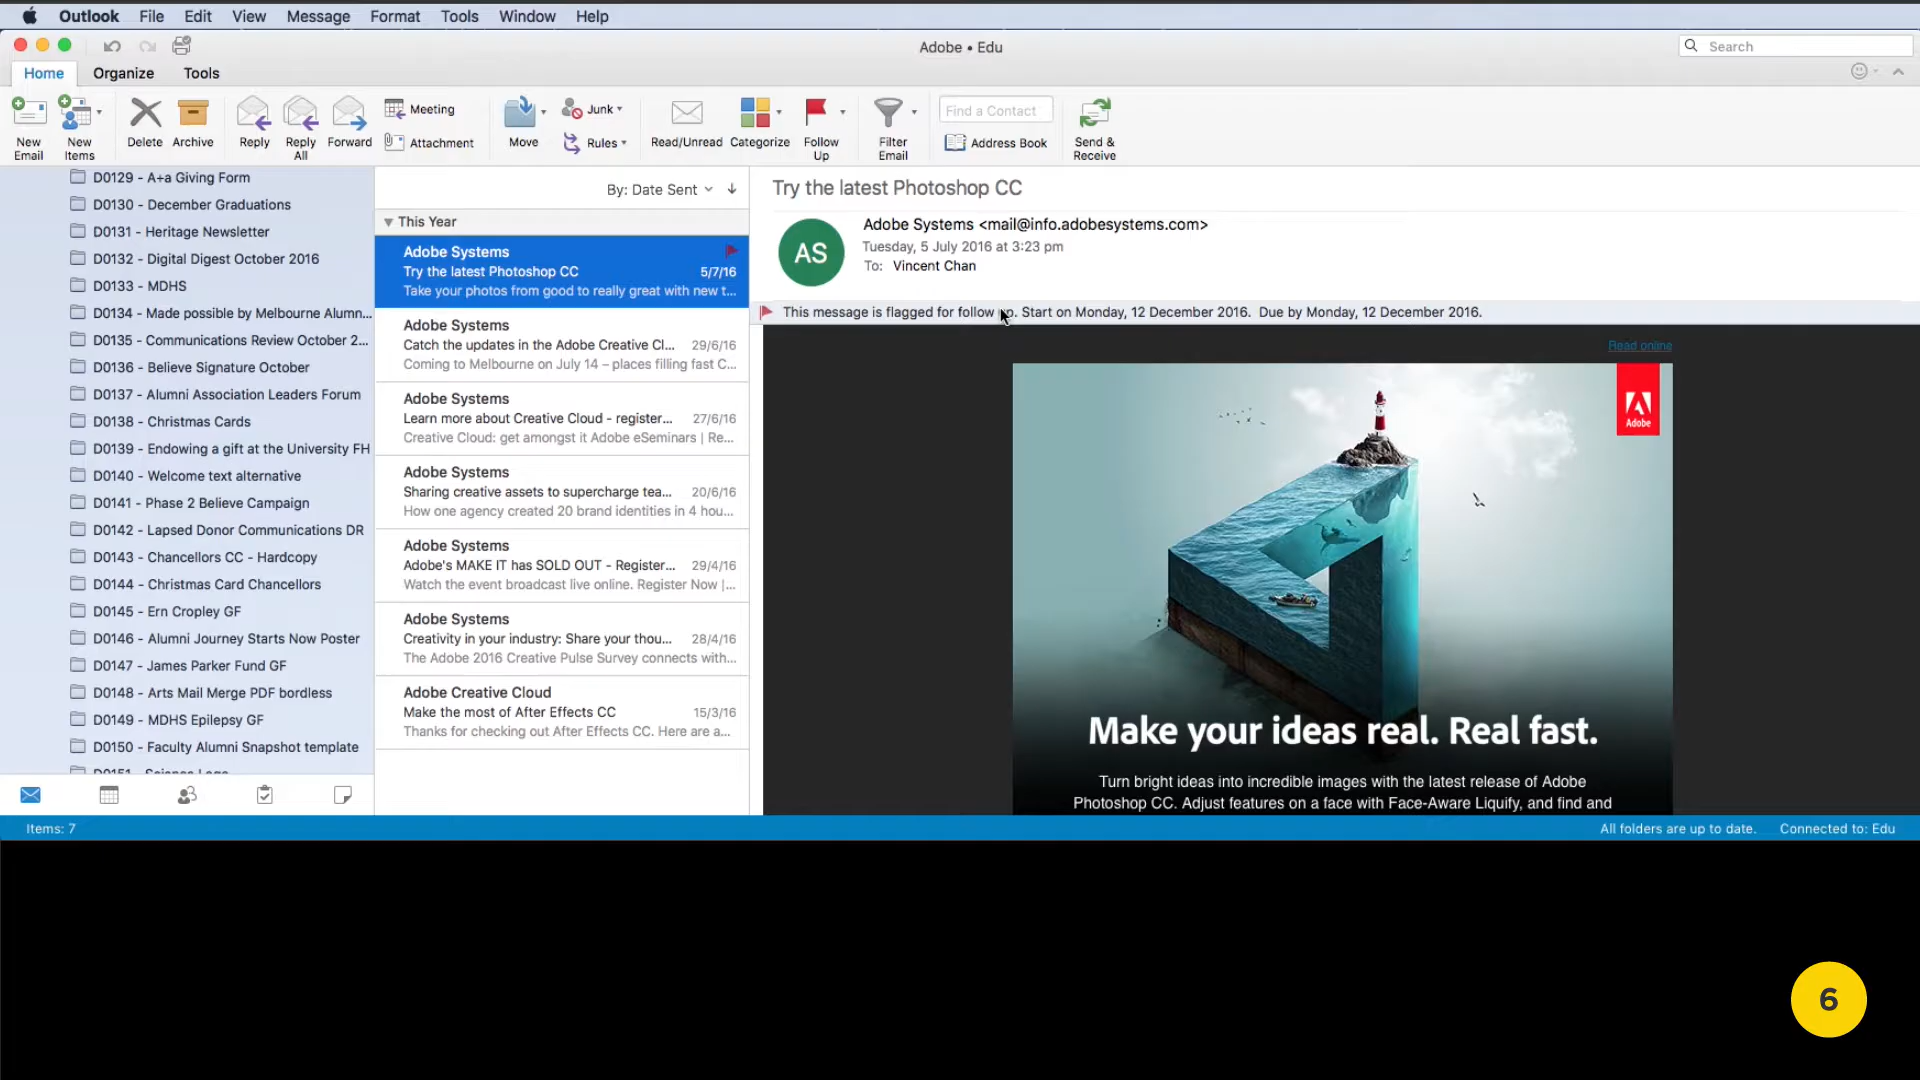 Outlook File Edit View Message Format Tools Window Help
Adobe • Edu
Search
Home Organize Tools
New Email
New Items
Delete
Archive
Reply
Reply All
Forward
Meeting
Attachment
Move
Junk
Rules
Read/Unread
Categorize
Follow Up
Filter Email
Find a Contact
Address Book
Send & Receive
D0129 - A+a Giving Form
D0130 - December Graduations
D0131 - Heritage Newsletter
D0132 - Digital Digest October 2016
D0133 - MDHS
D0134 - Made possible by Melbourne Alumn...
D0135 - Communications Review October 2...
D0136 - Believe Signature October
D0137 - Alumni Association Leaders Forum
D0138 - Christmas Cards
D0139 - Endowing a gift at the University FH
D0140 - Welcome text alternative
D0141 - Phase 2 Believe Campaign
D0142 - Lapsed Donor Communications DR
D0143 - Chancellors CC - Hardcopy
D0144 - Christmas Card Chancellors
D0145 - Ern Cropley GF
D0146 - Alumni Journey Starts Now Poster
D0147 - James Parker Fund GF
D0148 - Arts Mail Merge PDF bordless
D0149 - MDHS Epilepsy GF
D0150 - Faculty Alumni Snapshot template
By: Date Sent
This Year
Adobe Systems
Try the latest Photoshop CC 5/7/16
Take your photos from good to really great with new t...
Adobe Systems
Catch the updates in the Adobe Creative Cl... 29/6/16
Coming to Melbourne on July 14 – places filling fast C...
Adobe Systems
Learn more about Creative Cloud - register... 27/6/16
Creative Cloud: get amongst it Adobe eSeminars | Re...
Adobe Systems
Sharing creative assets to supercharge tea... 20/6/16
How one agency created 20 brand identities in 4 hou...
Adobe Systems
Adobe's MAKE IT has SOLD OUT - Register... 29/4/16
Watch the event broadcast live online. Register Now |...
Adobe Systems
Creativity in your industry: Share your thou... 28/4/16
The Adobe 2016 Creative Pulse Survey connects with...
Adobe Creative Cloud
Make the most of After Effects CC 15/3/16
Thanks for checking out After Effects CC. Here are a...
Try the latest Photoshop CC
AS
Adobe Systems <mail@info.adobesystems.com>
Tuesday, 5 July 2016 at 3:23 pm
To: Vincent Chan
This message is flagged for follow up. Start on Monday, 12 December 2016. Due by Monday, 12 December 2016.
Read online
Adobe
Make your ideas real. Real fast.
Turn bright ideas into incredible images with the latest release of Adobe
Photoshop CC. Adjust features on a face with Face-Aware Liquify, and find and
Items: 7
All folders are up to date. Connected to: Edu
6